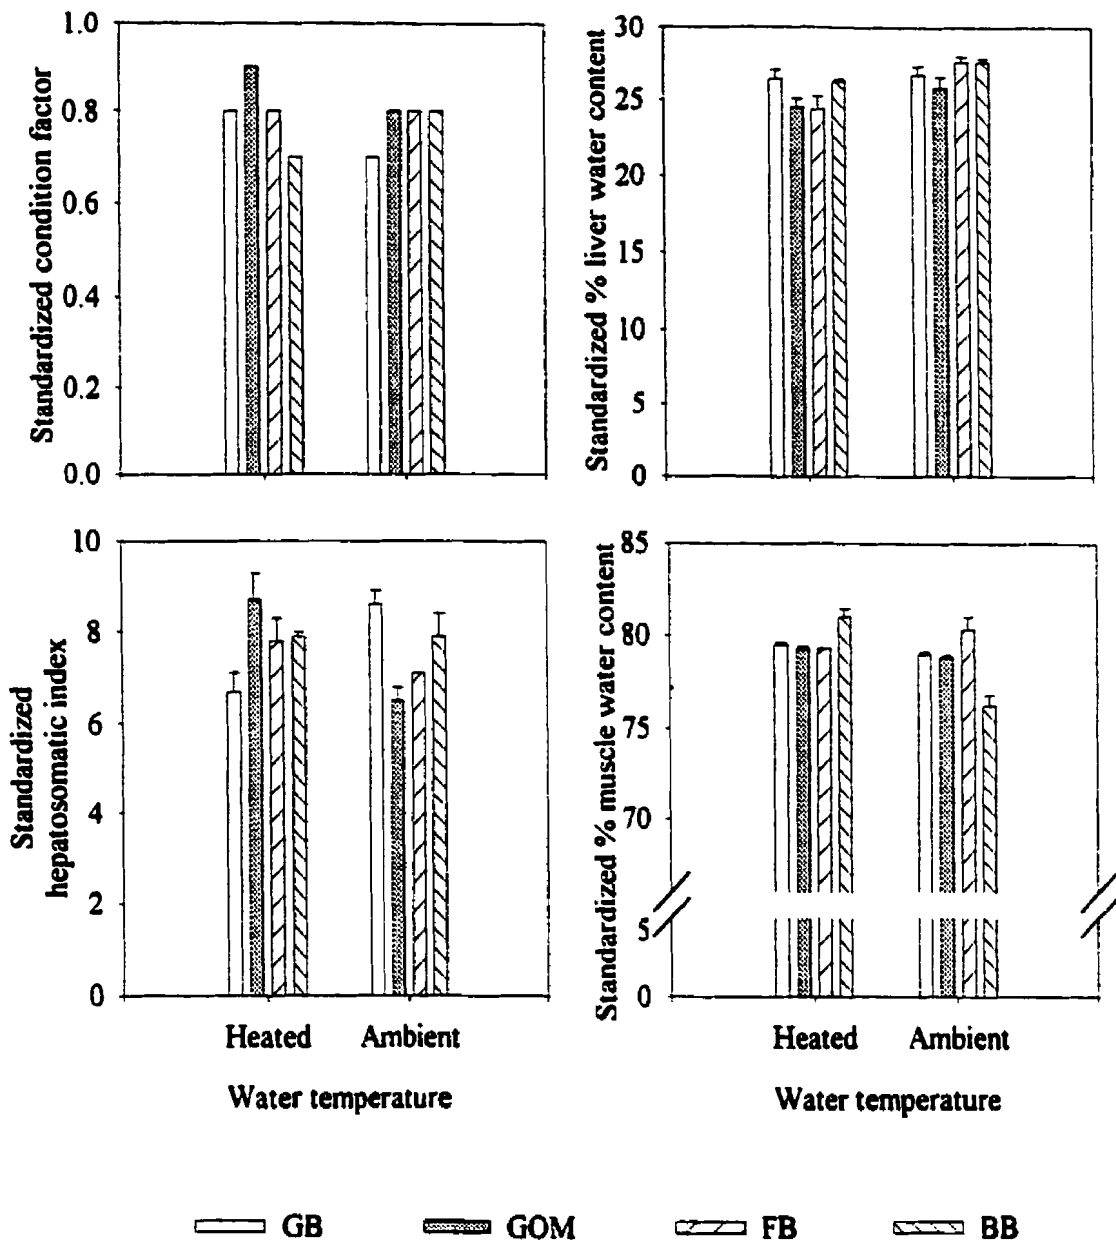 Standardized condition factor
1.0
0.8
0.6
0.4
0.2
0.0
Standardized % liver water content
30
25
20
15
10
5
0
Standardized
hepatosomatic index
10
8
6
4
2
0
Heated
Ambient
Water temperature
Standardized % muscle water content
85
80
75
70
5
0
Heated
Ambient
Water temperature
GB
GOM
FB
BB